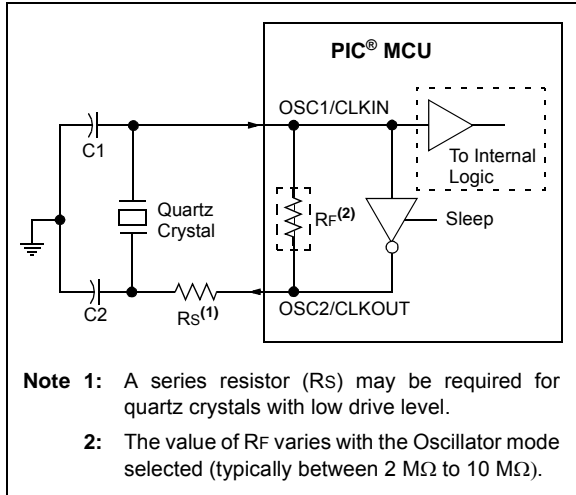 PIC® MCU
OSC1/CLKIN
C1
To Internal
Logic
Quartz
Crystal
RF(2)
Sleep
C2
RS(1)
OSC2/CLKOUT
Note 1: A series resistor (RS) may be required for
quartz crystals with low drive level.
2: The value of RF varies with the Oscillator mode
selected (typically between 2 MΩ to 10 MΩ).